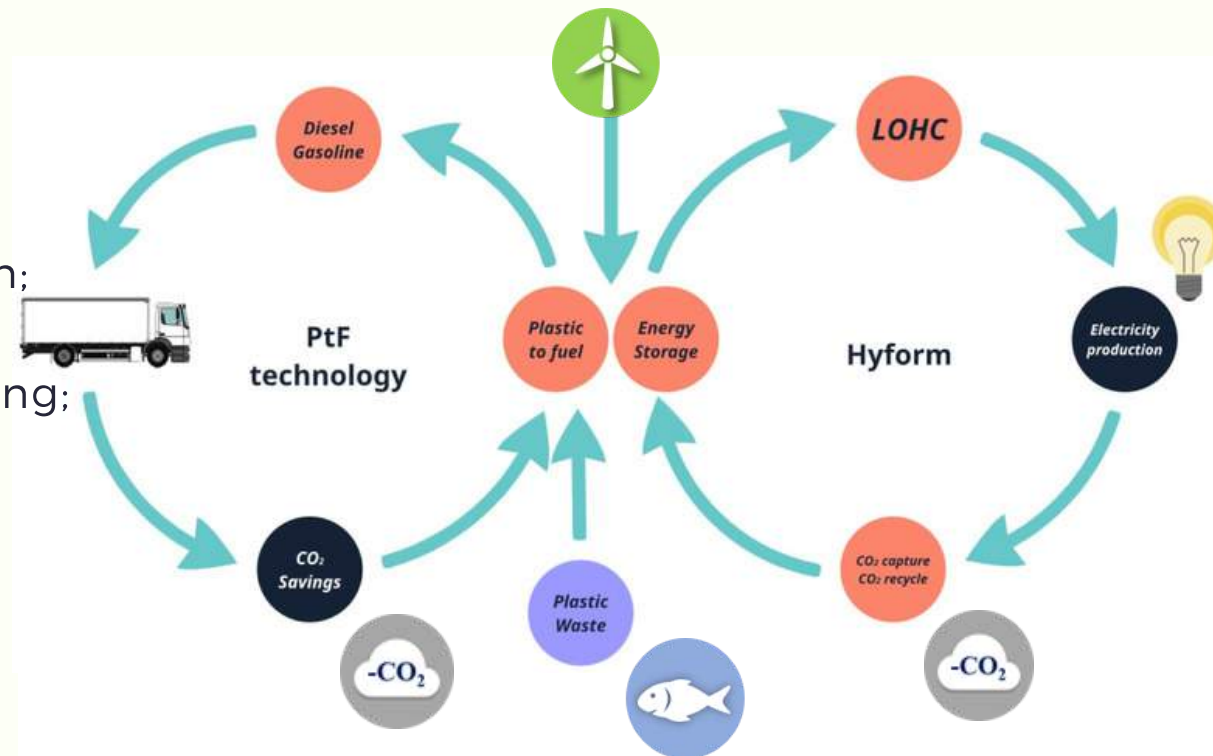 Diesel
Gasoline
LOHC
n;
PtF
technology
Plastic
to fuel
Energy
Storage
Hyform
Electricity
production
ng;
CO₂
Savings
Plastic
Waste
CO₂ capture
CO₂ recycle
-CO₂
-CO₂